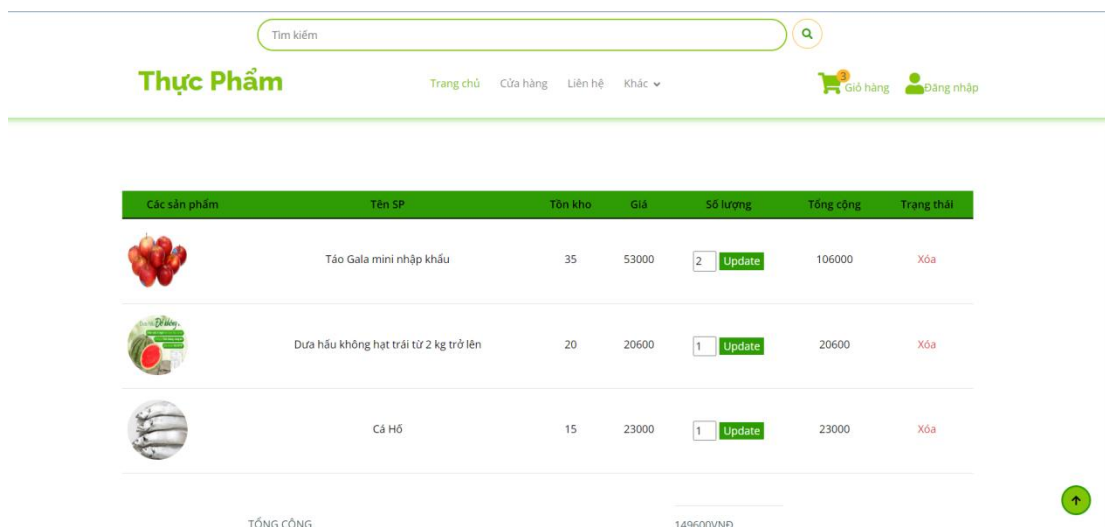 Tìm kiếm
Thực Phẩm
Trang chủ Cửa hàng Liên hệ Khác
3
Giỏ hàng
Đăng nhập
Các sản phẩm Tên SP Tồn kho Giá Số lượng Tổng cộng Trạng thái
Táo Gala mini nhập khẩu 35 53000 2 Update 106000 Xóa
Dưa hấu không hạt trái từ 2 kg trở lên 20 20600 1 Update 20600 Xóa
Cá Hố 15 23000 1 Update 23000 Xóa
TỔNG CỘNG 149600VNĐ